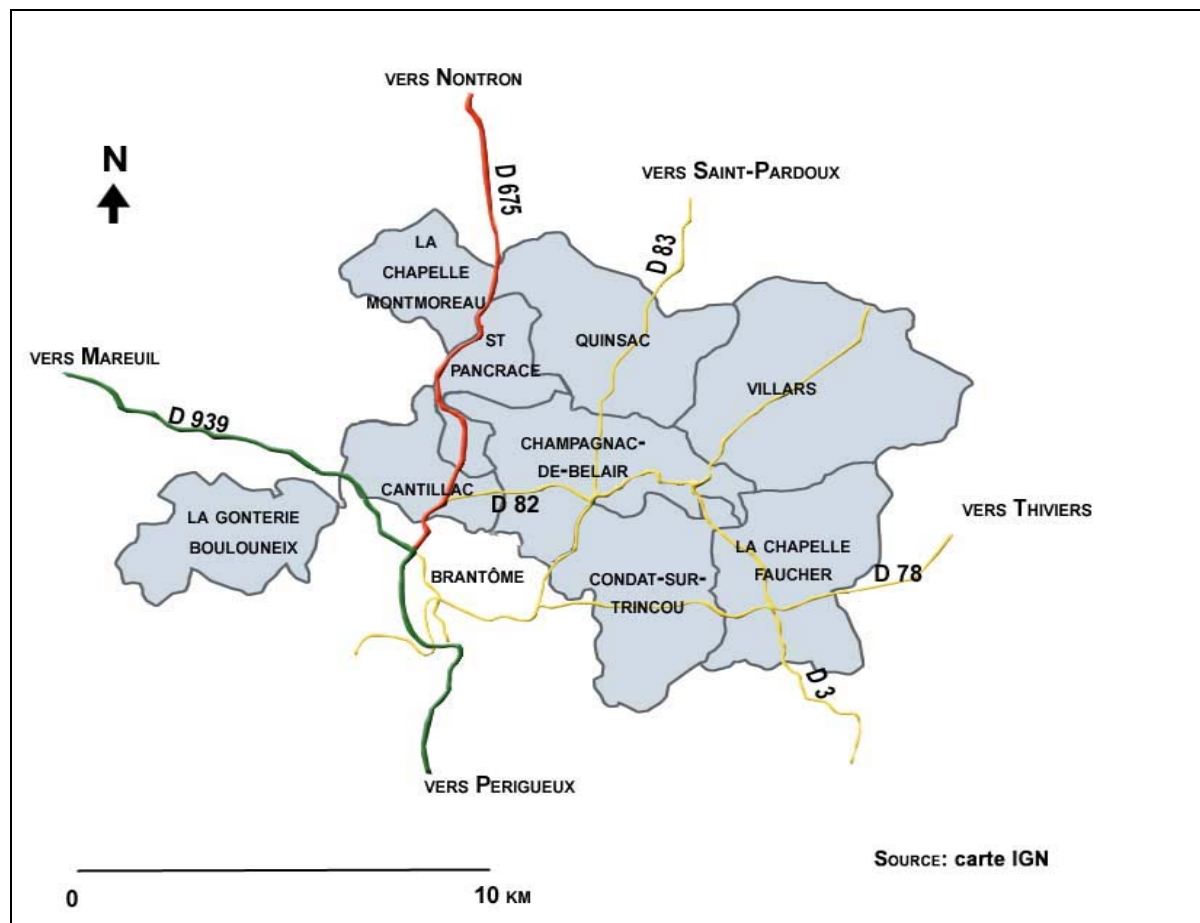 VERS NONTRON
N
VERS SAINT-PARDOUX
D 675
D 83
LA
CHAPELLE
MONTMOREAU
ST
PANCRACE
QUINSAC
VERS MAREUIL
VILLARS
D 939
CHAMPAGNAC-
DE-BELAIR
CANTILLAC
D 82
LA GONTERIE
BOULOUNEIX
VERS THIVIERS
LA CHAPELLE
FAUCHER
BRANTÔME
CONDAT-SUR-
TRINCOU
D 78
D 3
VERS PERIGUEUX
SOURCE: carte IGN
0
10 KM